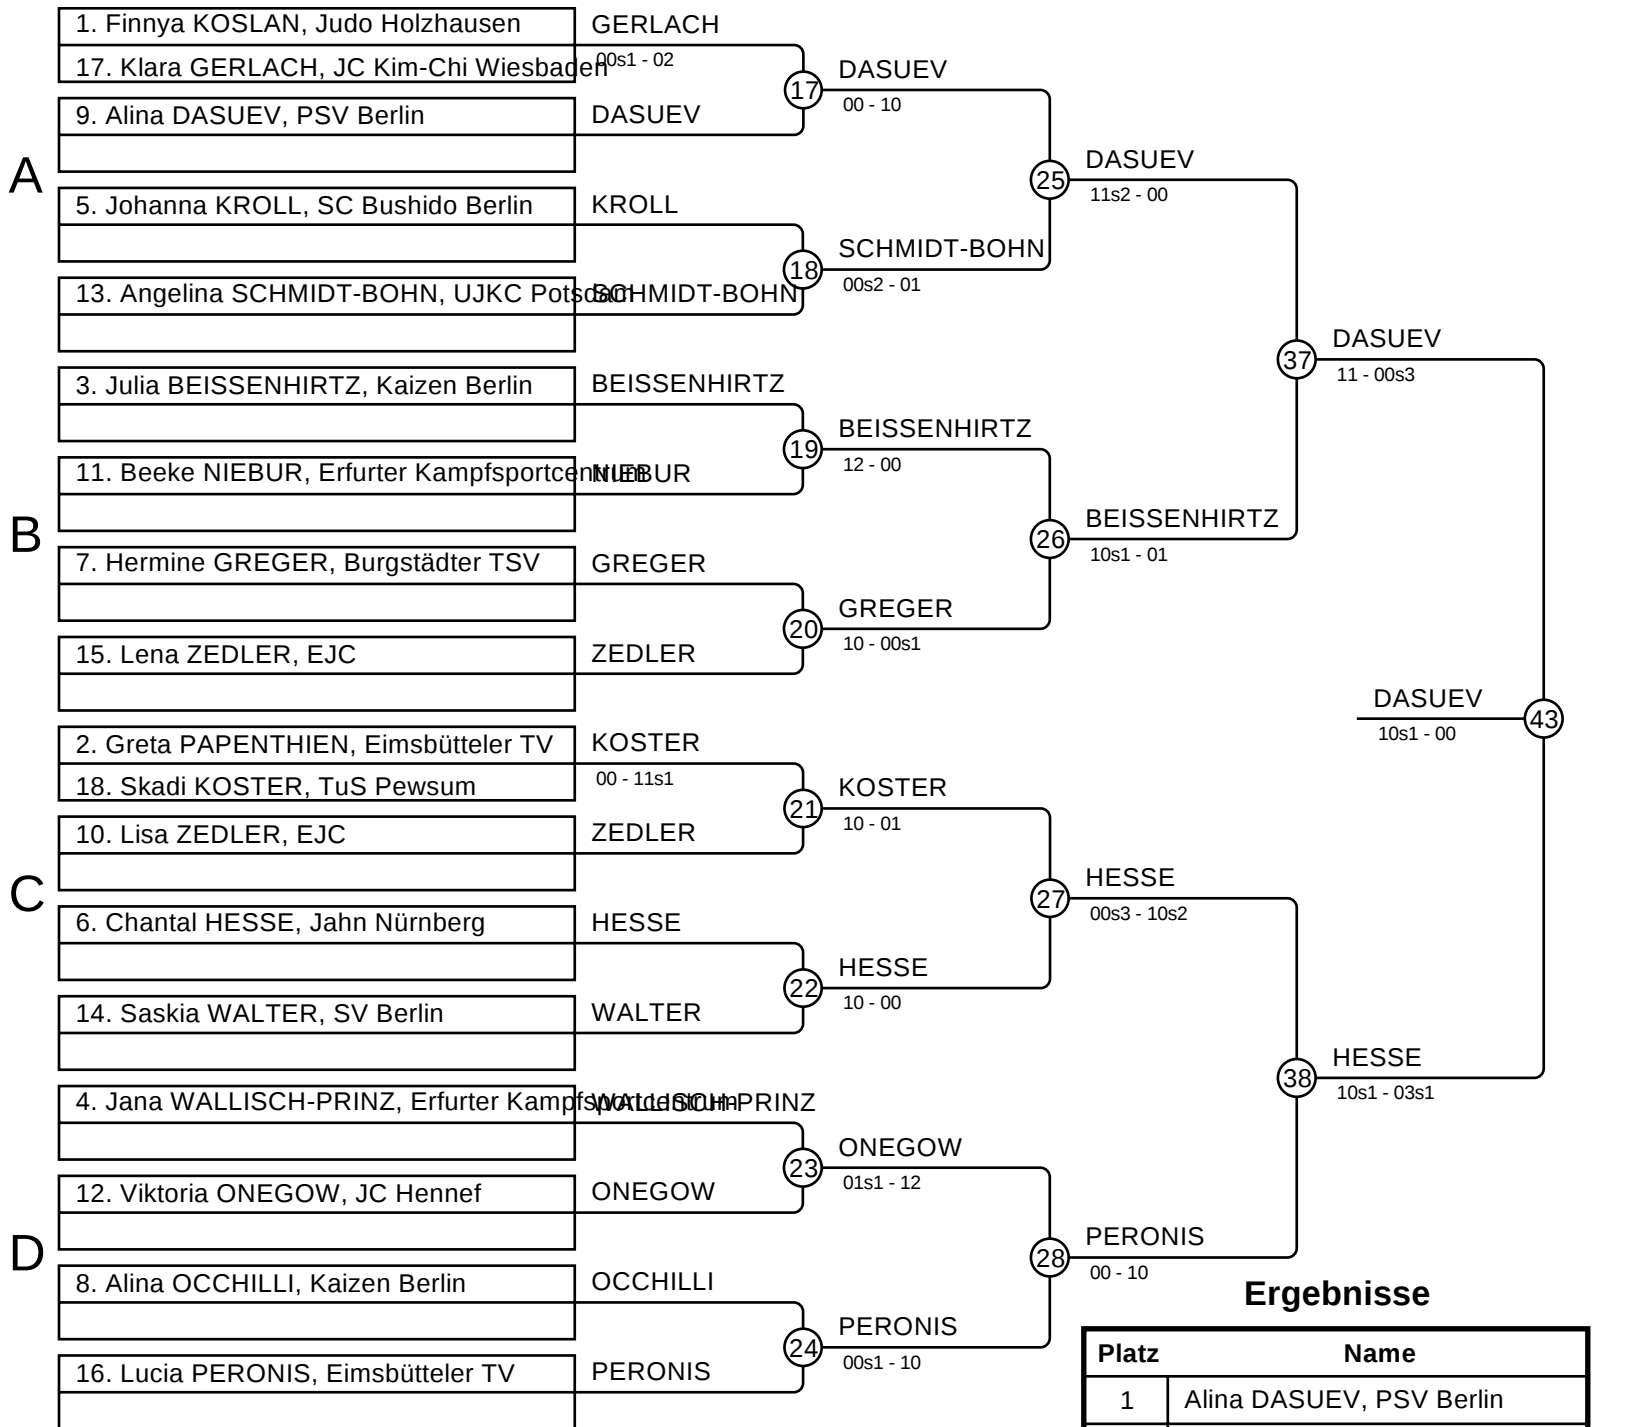 1. Finnya KOSLAN, Judo Holzhausen
GERLACH
17. Klara GERLACH, JC Kim-Chi Wiesbaden
00s1 - 02
17
DASUEV
00 - 10
9. Alina DASUEV, PSV Berlin
DASUEV
A
25
DASUEV
11s2 - 00
5. Johanna KROLL, SC Bushido Berlin
KROLL
18
SCHMIDT-BOHN
00s2 - 01
13. Angelina SCHMIDT-BOHN, UJKC Potsdam
SCHMIDT-BOHN
37
DASUEV
11 - 00s3
3. Julia BEISSENHIRTZ, Kaizen Berlin
BEISSENHIRTZ
19
BEISSENHIRTZ
12 - 00
11. Beeke NIEBUR, Erfurter Kampfsportcentrum
NIEBUR
B
26
BEISSENHIRTZ
10s1 - 01
7. Hermine GREGER, Burgstädter TSV
GREGER
20
GREGER
10 - 00s1
15. Lena ZEDLER, EJC
ZEDLER
DASUEV
10s1 - 00
43
2. Greta PAPENTHIEN, Eimsbütteler TV
KOSTER
18. Skadi KOSTER, TuS Pewsum
00 - 11s1
21
KOSTER
10 - 01
10. Lisa ZEDLER, EJC
ZEDLER
C
27
HESSE
00s3 - 10s2
6. Chantal HESSE, Jahn Nürnberg
HESSE
22
HESSE
10 - 00
14. Saskia WALTER, SV Berlin
WALTER
38
HESSE
10s1 - 03s1
4. Jana WALLISCH-PRINZ, Erfurter Kampfsportcentrum
WALLISCH-PRINZ
23
ONEGOW
01s1 - 12
12. Viktoria ONEGOW, JC Hennef
ONEGOW
D
28
PERONIS
00 - 10
8. Alina OCCHILLI, Kaizen Berlin
OCCHILLI
24
PERONIS
00s1 - 10
16. Lucia PERONIS, Eimsbütteler TV
PERONIS
Ergebnisse
Platz Name
1 Alina DASUEV, PSV Berlin